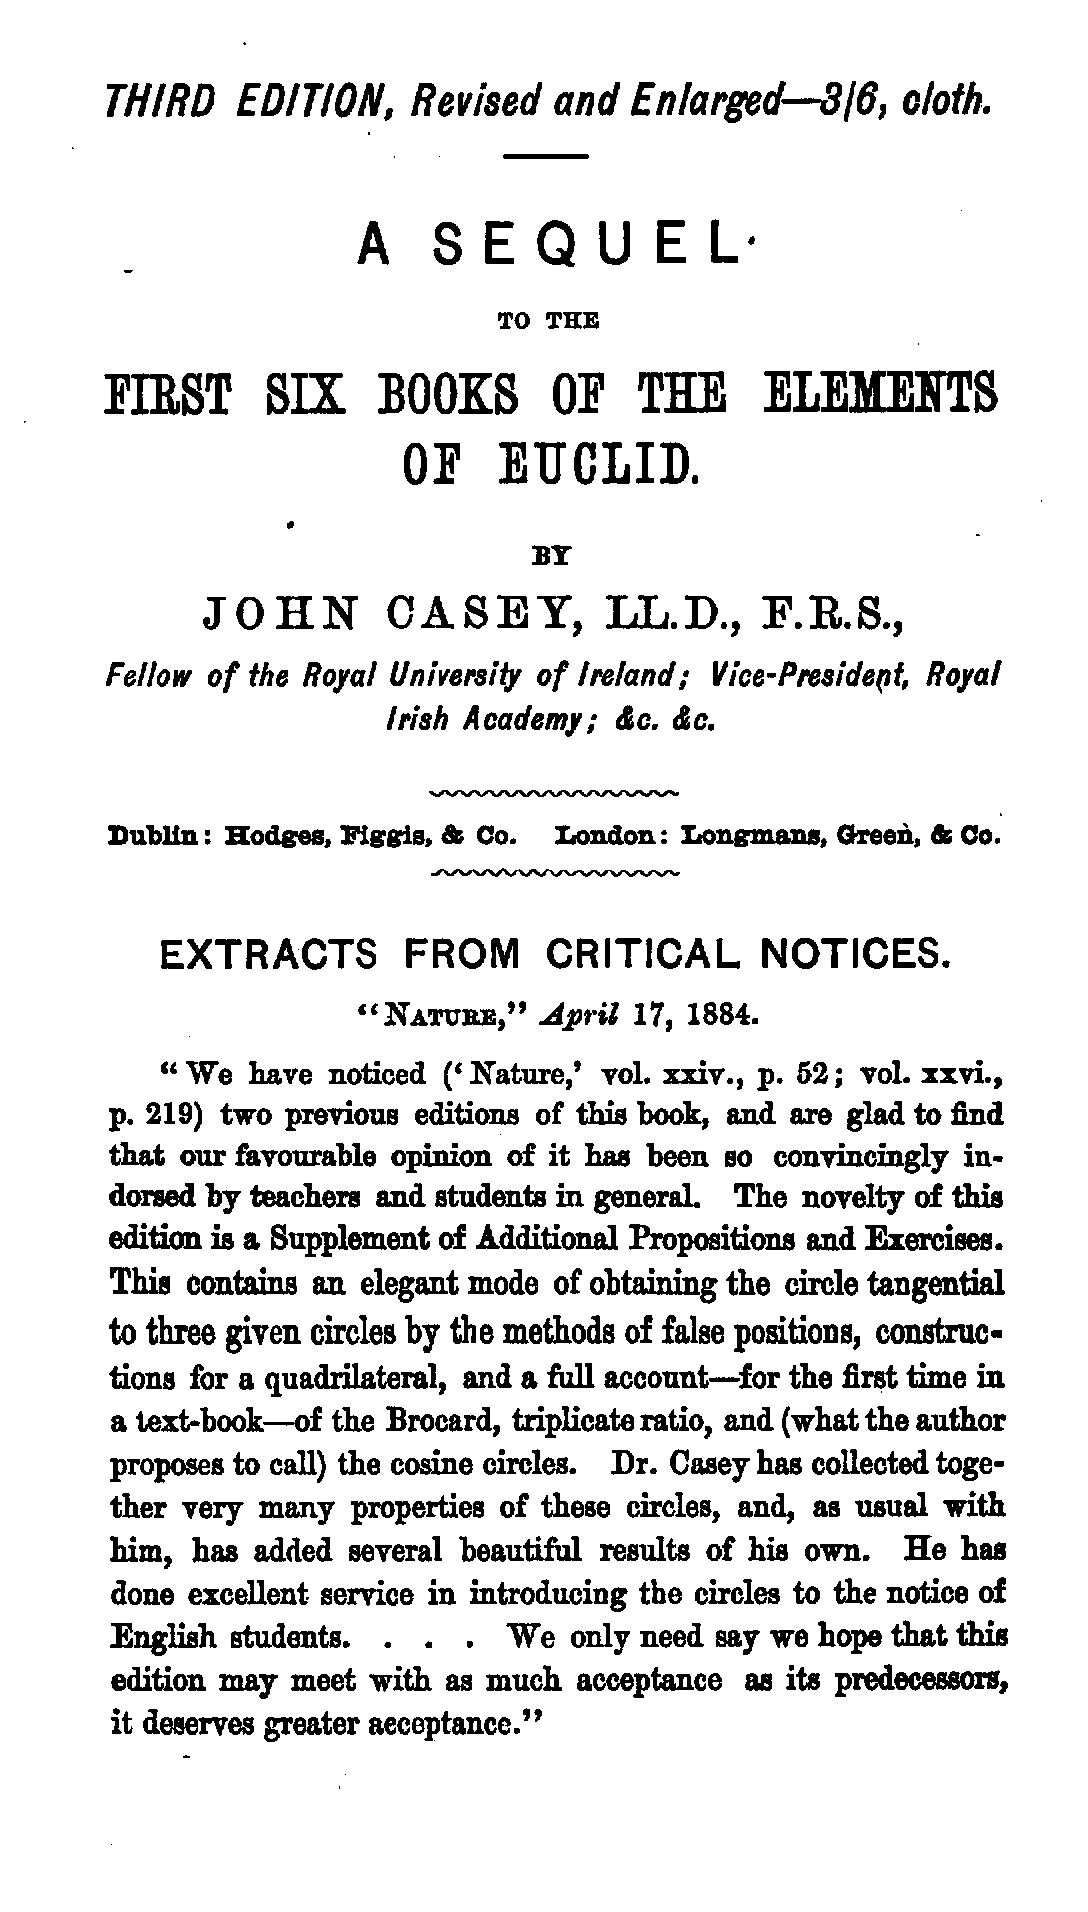 THIRD EDITION, Revised and Enlarged—3/6, cloth.
A SEQUEL
TO THE
FIRST SIX BOOKS OF THE ELEMENTS
OF EUCLID.
BY
JOHN CASEY, LL.D., F.R.S.,
Fellow of the Royal University of Ireland; Vice-President, Royal
Irish Academy; &c. &c.
Dublin: Hodges, Figgis, & Co. London: Longmans, Green, & Co.
EXTRACTS FROM CRITICAL NOTICES.
“NATURE,” April 17, 1884.
“We have noticed (‘Nature,’ vol. xxiv., p. 52; vol. xxvi.,
p. 219) two previous editions of this book, and are glad to find
that our favourable opinion of it has been so convincingly in-
dorsed by teachers and students in general. The novelty of this
edition is a Supplement of Additional Propositions and Exercises.
This contains an elegant mode of obtaining the circle tangential
to three given circles by the methods of false positions, construc-
tions for a quadrilateral, and a full account—for the first time in
a text-book—of the Brocard, triplicate ratio, and (what the author
proposes to call) the cosine circles. Dr. Casey has collected toge-
ther very many properties of these circles, and, as usual with
him, has added several beautiful results of his own. He has
done excellent service in introducing the circles to the notice of
English students. . . . We only need say we hope that this
edition may meet with as much acceptance as its predecessors,
it deserves greater acceptance.”